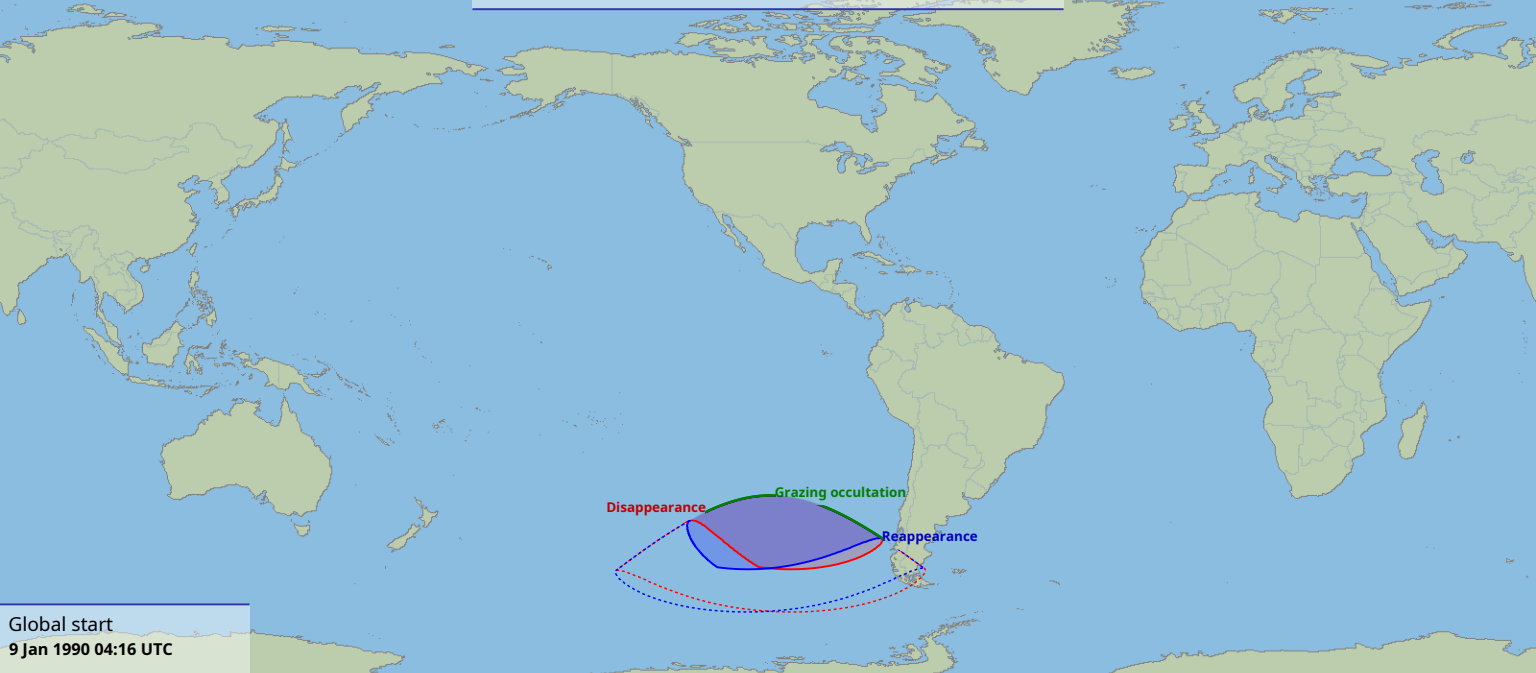 Grazing occultation
Disappearance
Reappearance
Global start
9 Jan 1990 04:16 UTC